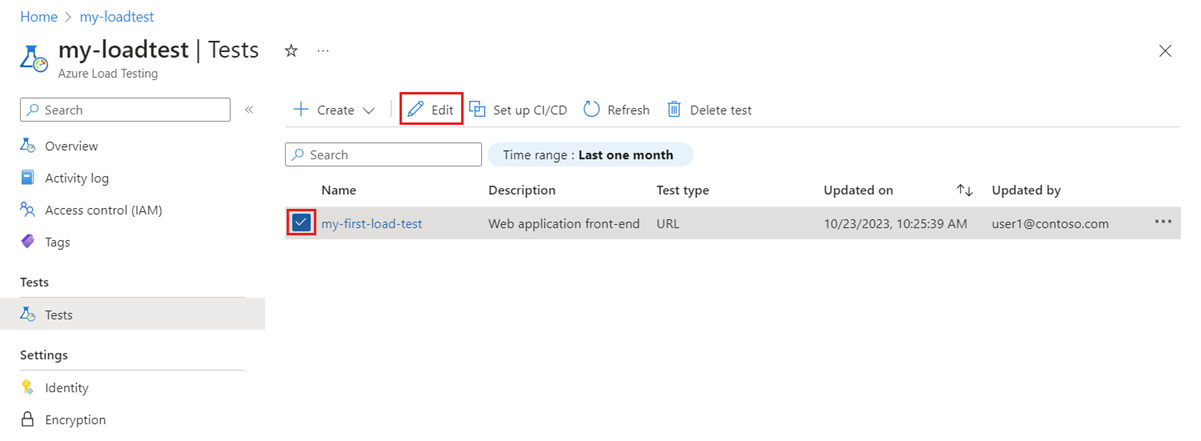 Home > my-loadtest
my-loadtest | Tests
Azure Load Testing
Search
Overview
Activity log
Access control (IAM)
Tags
Tests
Tests
Settings
Identity
Encryption
Create Edit Set up CI/CD Refresh Delete test
Search Time range : Last one month
Name Description Test type Updated on Updated by
my-first-load-test Web application front-end URL 10/23/2023, 10:25:39 AM user1@contoso.com